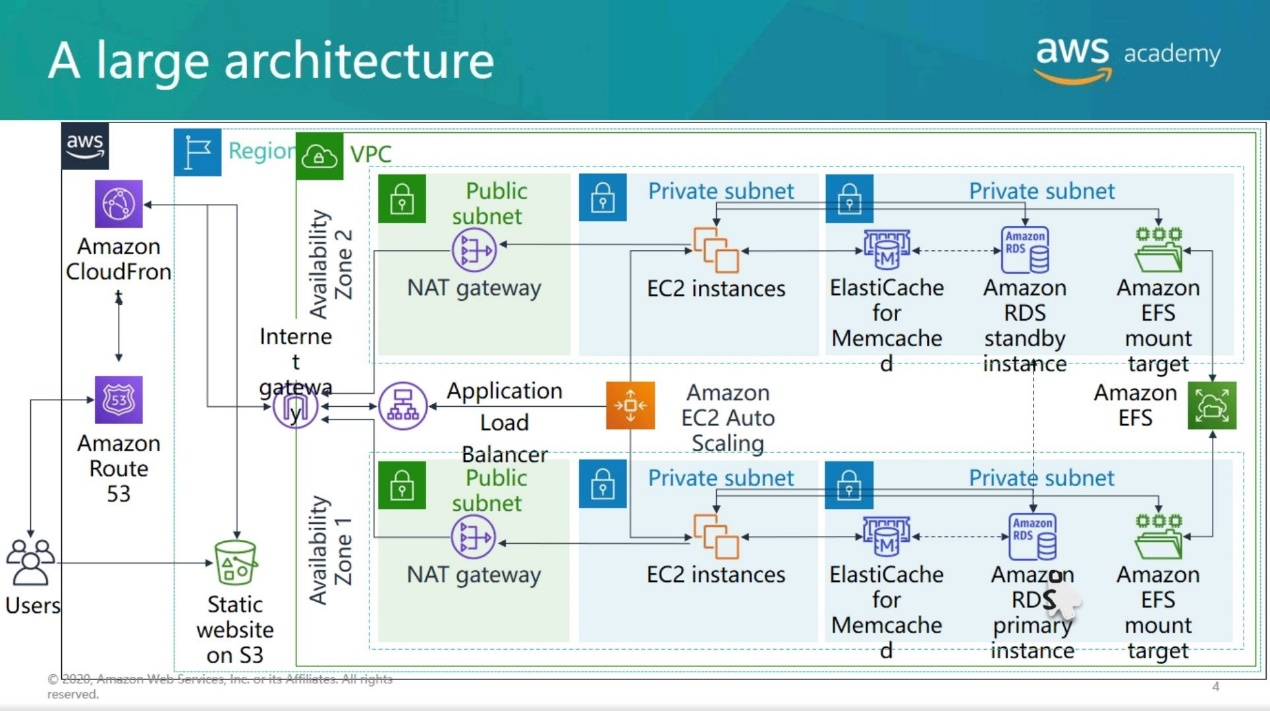 A large architecture
aws academy
aws
Region
VPC
Amazon
CloudFron
t
Amazon
Route
53
Users
Static
website
on S3
Interne
t
gatewa
y
Availability
Zone 2
Public
subnet
NAT gateway
Private subnet
EC2 instances
Private subnet
ElastiCache
for
Memcache
d
Amazon
RDS
Amazon
RDS
standby
instance
Amazon
EFS
mount
target
Application
Load
Balancer
Amazon
EC2 Auto
Scaling
Amazon
EFS
53
Availability
Zone 1
Public
subnet
NAT gateway
Private subnet
EC2 instances
Private subnet
ElastiCache
for
Memcache
d
Amazon
RDS
Amazon
RDS
primary
instance
Amazon
EFS
mount
target
© 2020, Amazon Web Services, Inc. or its Affiliates. All rights
reserved.
4